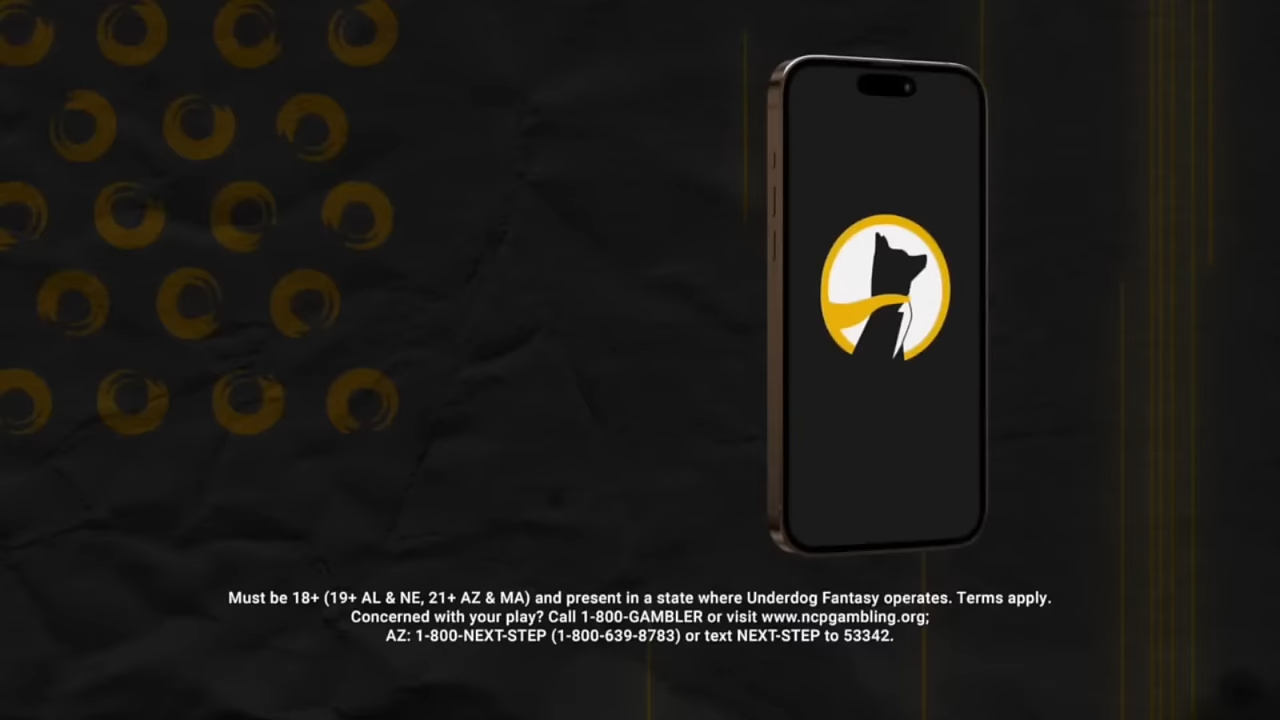 Must be 18+ (19+ AL & NE, 21+ AZ & MA) and present in a state where Underdog Fantasy operates. Terms apply.
Concerned with your play? Call 1-800-GAMBLER or visit www.ncpgambling.org;
AZ: 1-800-NEXT-STEP (1-800-639-8783) or text NEXT-STEP to 53342.